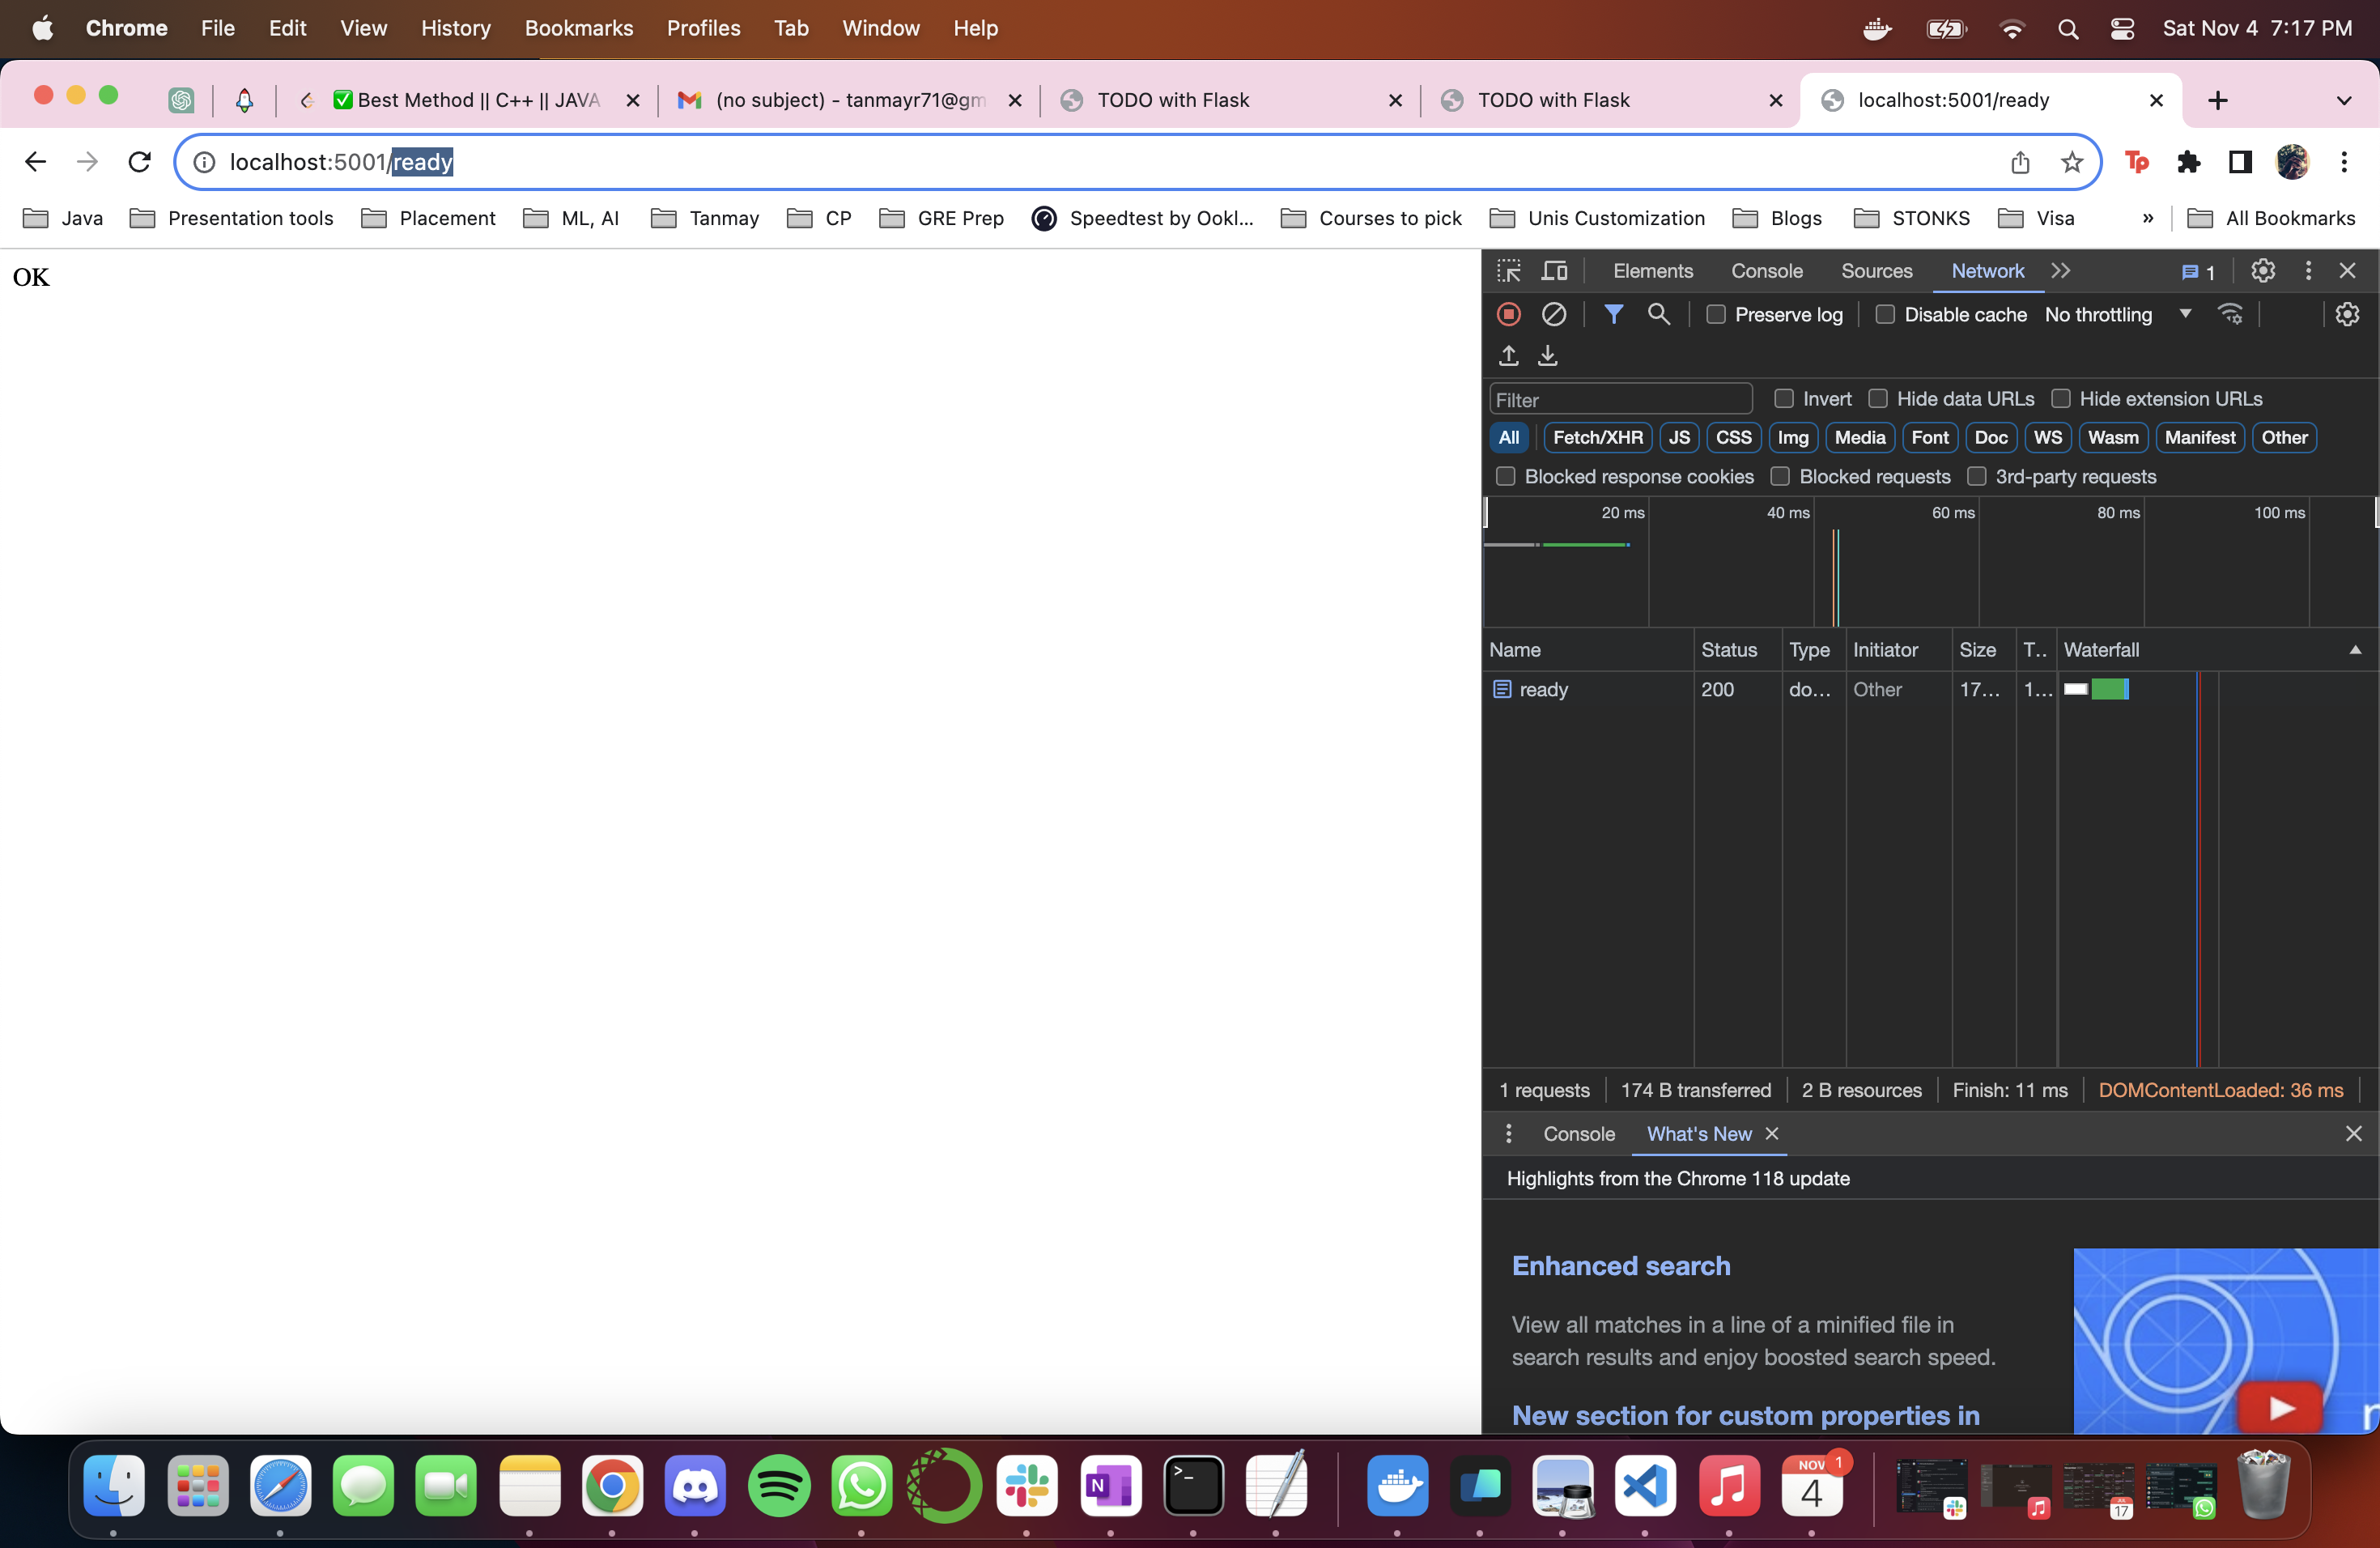 Chrome File Edit View History Bookmarks Profiles Tab Window Help Sat Nov 4 7:17 PM
✅Best Method || C++ || JAVA (no subject) - tanmayr71@gm TODO with Flask TODO with Flask localhost:5001/ready
localhost:5001/ready Tp
Java Presentation tools Placement ML, AI Tanmay CP GRE Prep Speedtest by Ookl... Courses to pick Unis Customization Blogs STONKS Visa » All Bookmarks
OK
Elements Console Sources Network 1
Preserve log Disable cache No throttling
Filter Invert Hide data URLs Hide extension URLs
All Fetch/XHR JS CSS Img Media Font Doc WS Wasm Manifest Other
Blocked response cookies Blocked requests 3rd-party requests
20 ms 40 ms 60 ms 80 ms 100 ms
Name Status Type Initiator Size T.. Waterfall
ready 200 do... Other 17... 1...
1 requests 174 B transferred 2 B resources Finish: 11 ms DOMContentLoaded: 36 ms
Console What's New
Highlights from the Chrome 118 update
Enhanced search
View all matches in a line of a minified file in
search results and enjoy boosted search speed.
New section for custom properties in
N NOV 4 1 17